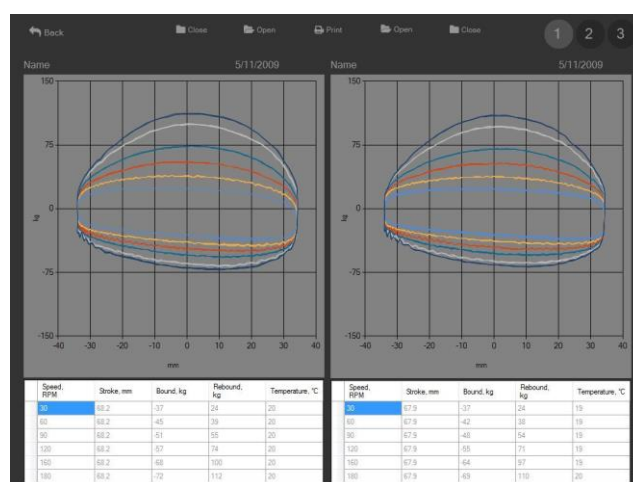 Back Close Open Print Open Close 1 2 3
Name 5/11/2009 Name 5/11/2009
150 150
75 75
kg 0 kg 0
-75 -75
-150 -150
-40 -30 -20 -10 0 10 20 30 40 -40 -30 -20 -10 0 10 20 30 40
mm mm
Speed, RPM Stroke, mm Bound, kg Rebound, kg Temperature, °C Speed, RPM Stroke, mm Bound, kg Rebound, kg Temperature, °C
30 68.2 -37 24 20 30 67.9 -37 24 19
60 68.2 -45 39 20 60 67.9 -42 38 19
90 68.2 -51 55 20 90 67.9 -48 54 19
120 68.2 -57 74 20 120 67.9 -55 71 19
160 68.2 -68 100 20 160 67.9 -64 97 19
180 68.2 -72 112 20 180 67.9 -69 110 20